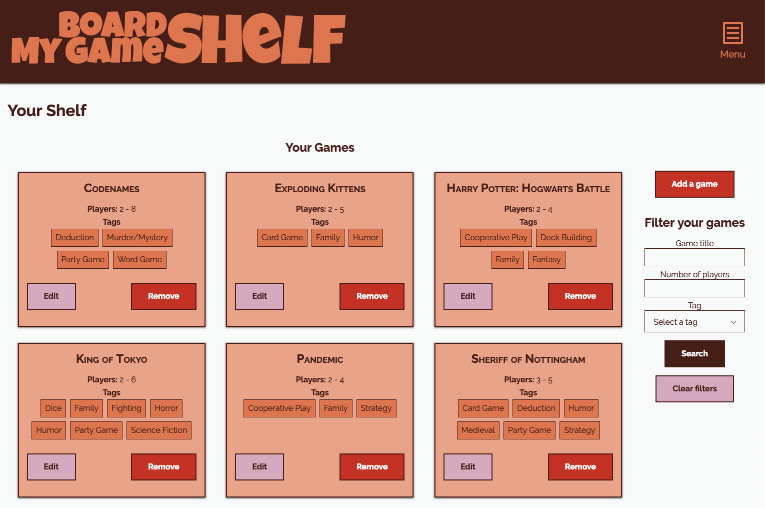 MY BOARD GAME SHELF
Menu
Your Shelf
Your Games
Codenames
Players: 2 - 8
Tags
Deduction Murder/Mystery
Party Game Word Game
Edit Remove
Exploding Kittens
Players: 2 - 5
Tags
Card Game Family Humor
Edit Remove
Harry Potter: Hogwarts Battle
Players: 2 - 4
Tags
Cooperative Play Deck Building
Family Fantasy
Edit Remove
King of Tokyo
Players: 2 - 6
Tags
Dice Family Fighting Horror
Humor Party Game Science Fiction
Edit Remove
Pandemic
Players: 2 - 4
Tags
Cooperative Play Family Strategy
Edit Remove
Sheriff of Nottingham
Players: 3 - 5
Tags
Card Game Deduction Humor
Medieval Party Game Strategy
Edit Remove
Add a game
Filter your games
Game title
Number of players
Tag
Select a tag
Search
Clear filters